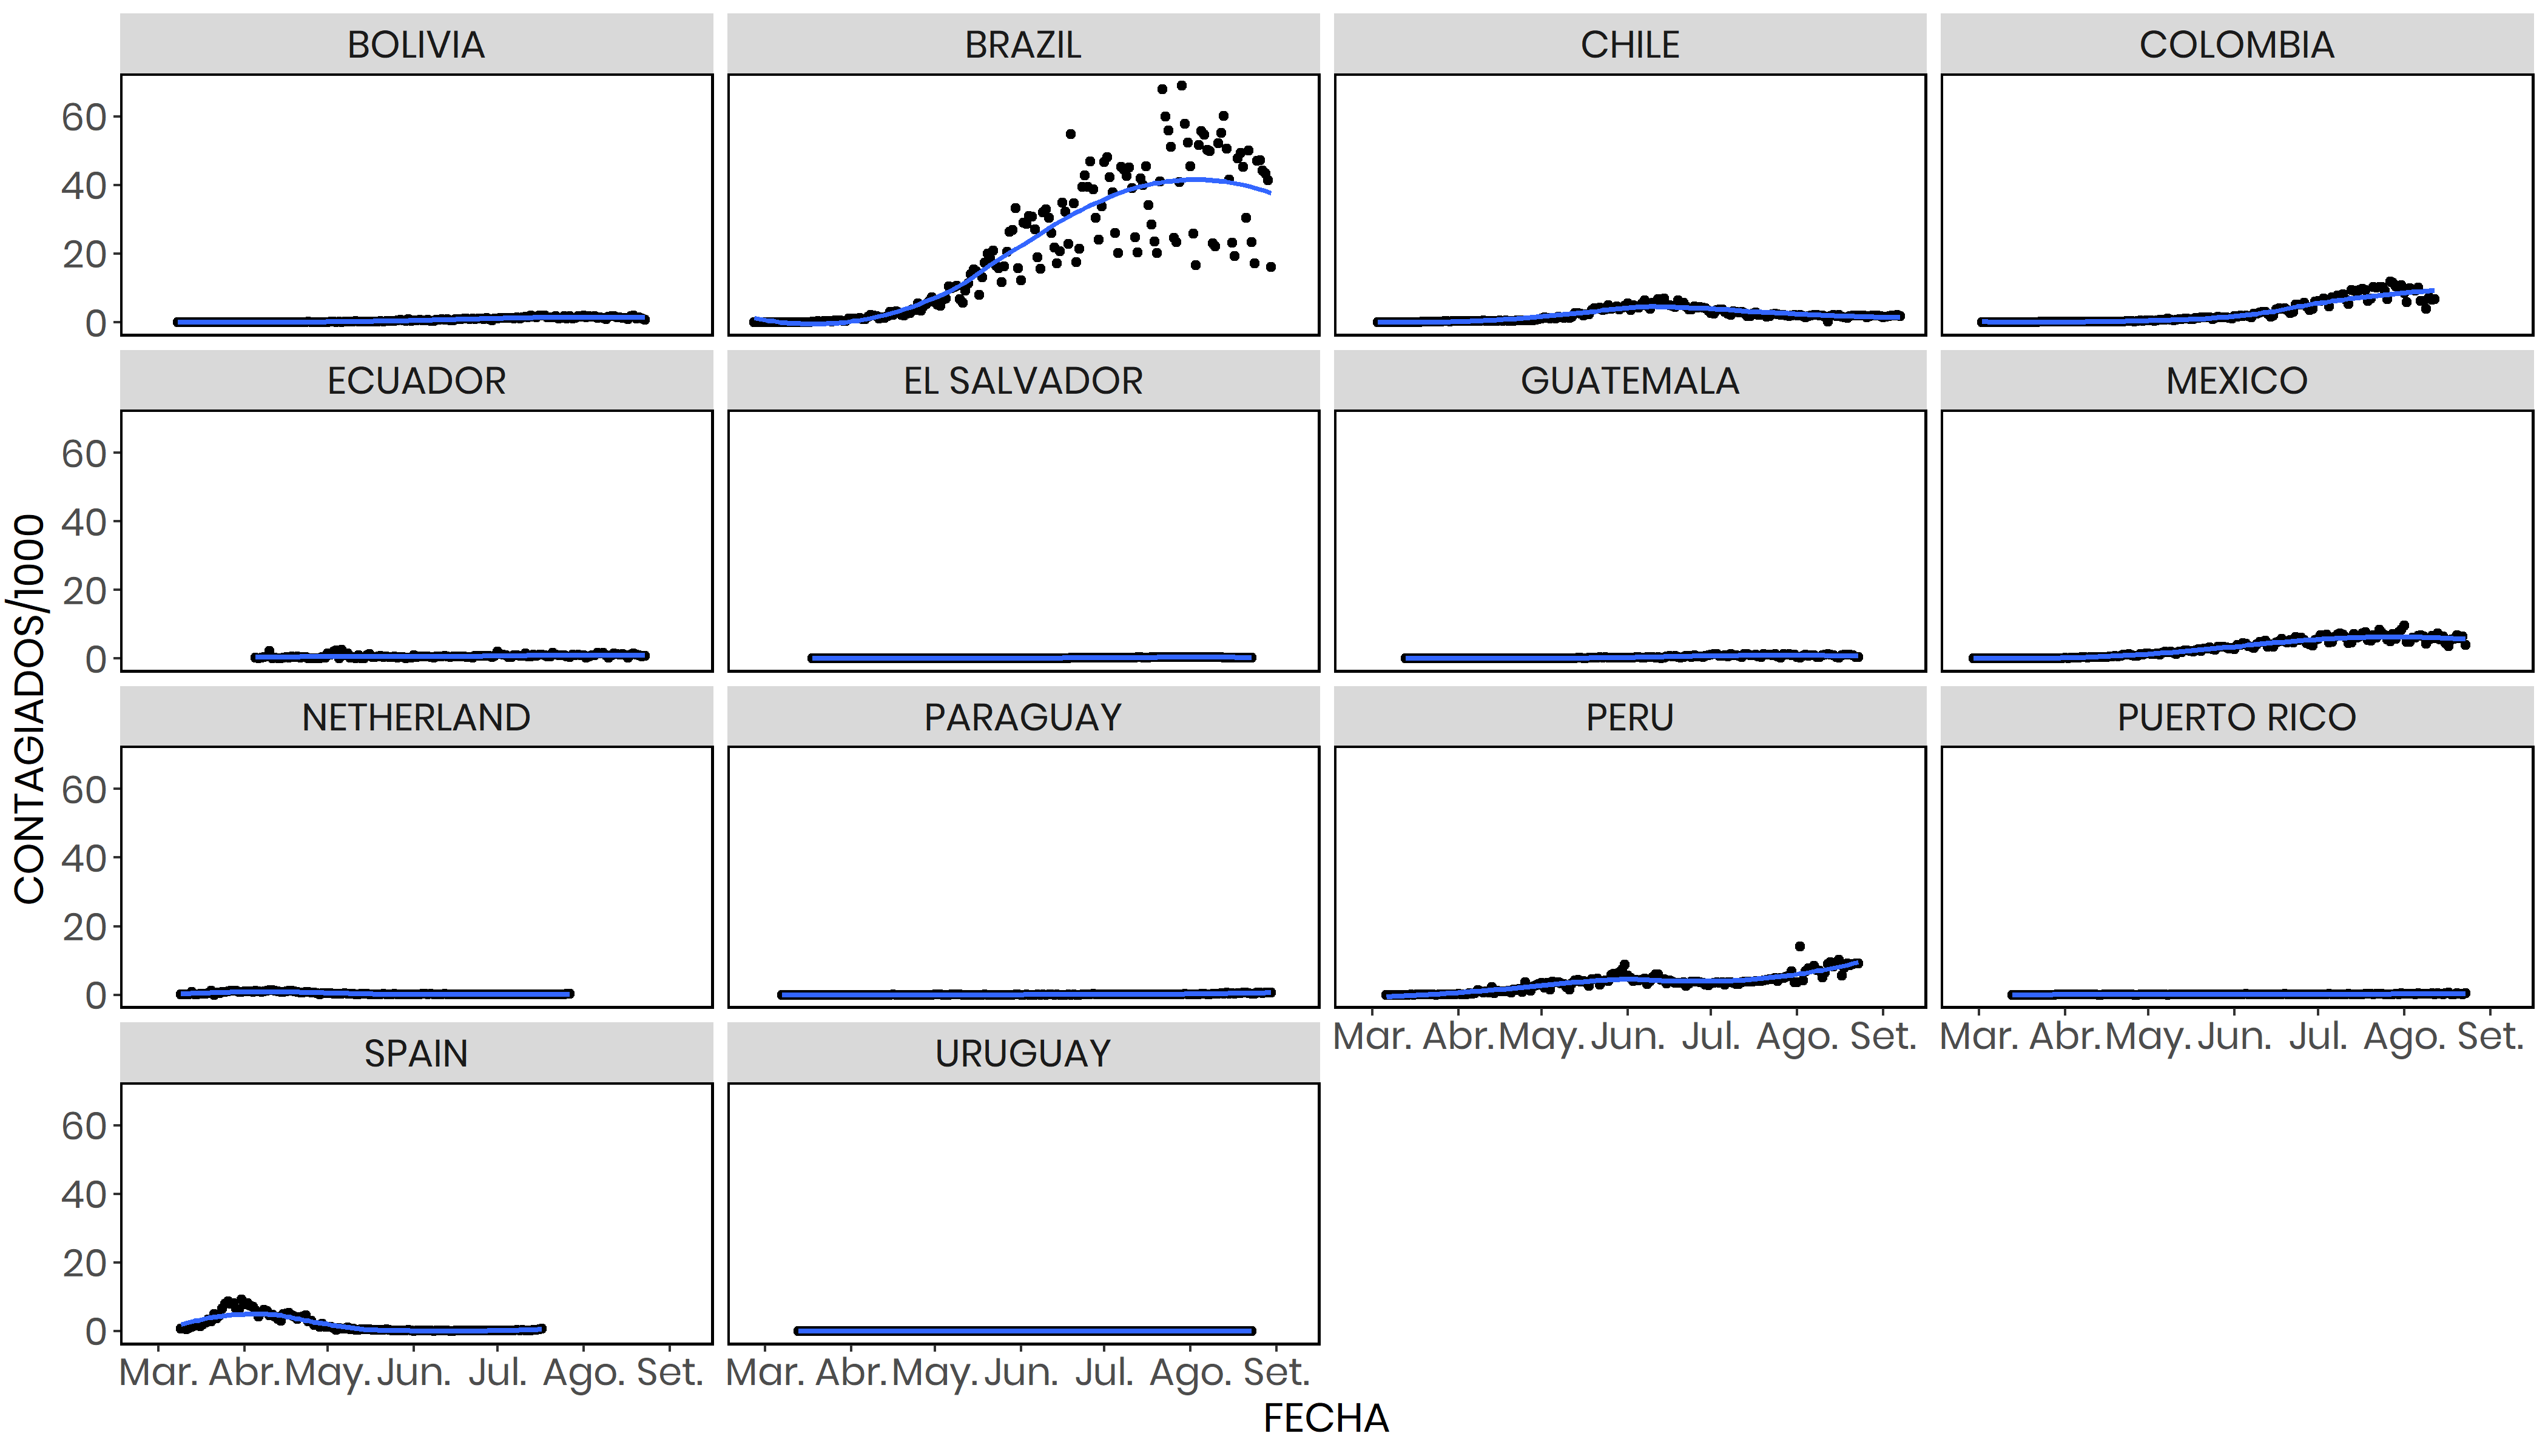 BOLIVIA BRAZIL CHILE COLOMBIA
60
40
20
0
ECUADOR EL SALVADOR GUATEMALA MEXICO
60
40
20
0
NETHERLAND PARAGUAY PERU PUERTO RICO
60
40
20
0
Mar. Abr. May. Jun. Jul. Ago. Set. Mar. Abr. May. Jun. Jul. Ago. Set.
SPAIN URUGUAY
60
40
20
0
Mar. Abr. May. Jun. Jul. Ago. Set. Mar. Abr. May. Jun. Jul. Ago. Set.
CONTAGIADOS/1000
FECHA